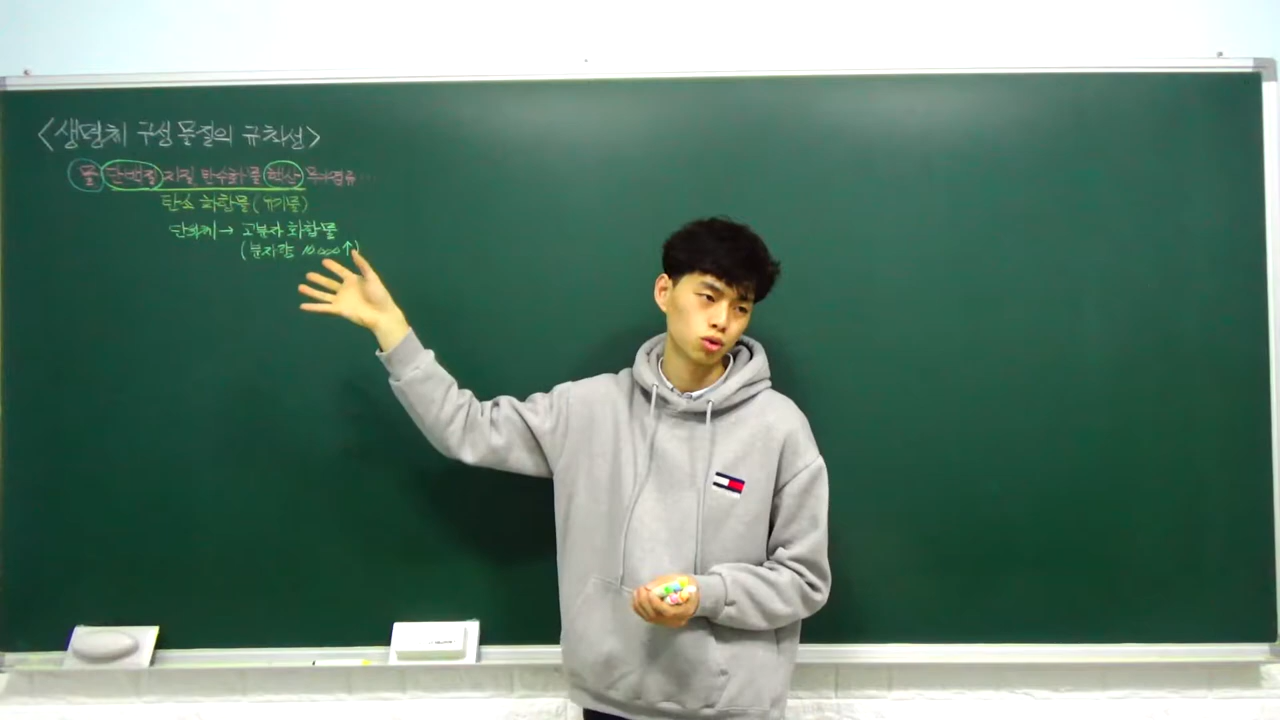 <생명체 구성 물질의 규칙성>
물 단백질 지질 탄수화물 핵산 무기염류 ...
탄소 화합물 (유기물)
단위체 → 고분자 화합물
(분자량 10,000↑)